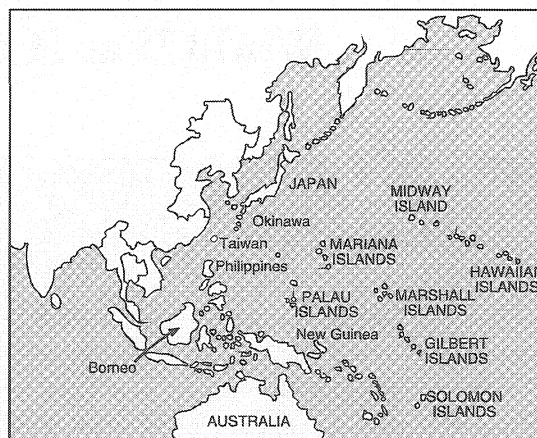 JAPAN
MIDWAY
ISLAND
Okinawa
Taiwan
MARIANA
ISLANDS
Philippines
HAWAIIAN
ISLANDS
PALAU
ISLANDS
MARSHALL
ISLANDS
New Guinea
GILBERT
ISLANDS
Borneo
SOLOMON
ISLANDS
AUSTRALIA